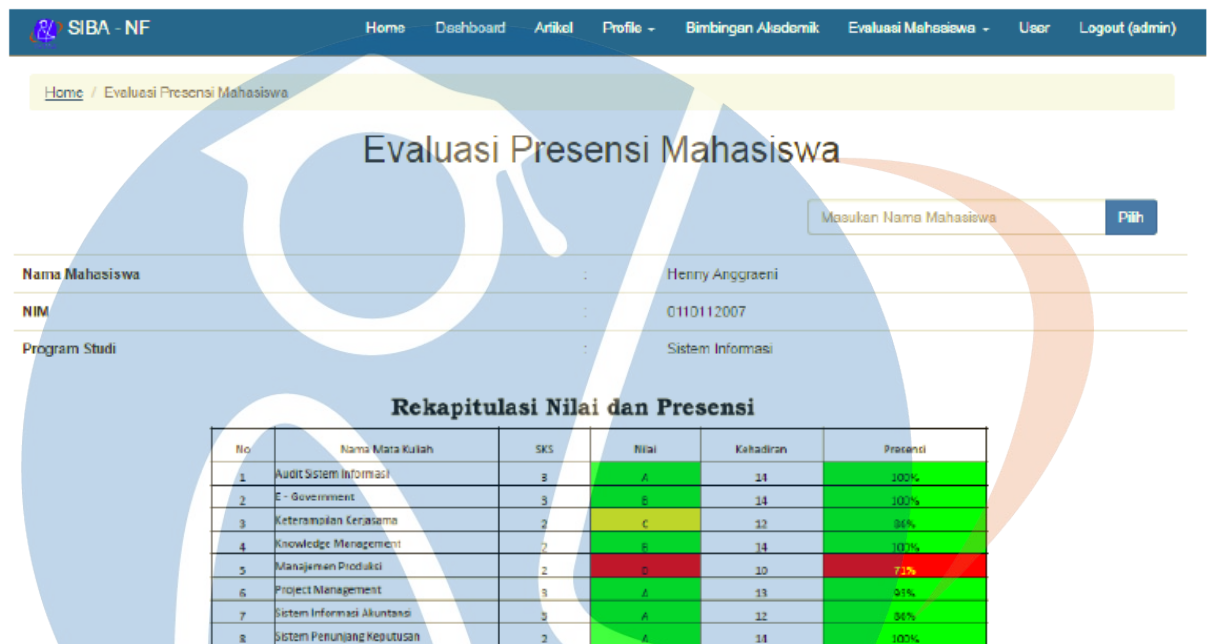 SIBA - NF Home Dashboard Artikel Profile Bimbingan Akademik Evaluasi Mahasiswa User Logout (admin)
Home / Evaluasi Presensi Mahasiswa
Evaluasi Presensi Mahasiswa
Masukan Nama Mahasiswa Pilih
Nama Mahasiswa : Henny Anggraeni
NIM : 0110112007
Program Studi : Sistem Informasi
Rekapitulasi Nilai dan Presensi
No Nama Mata Kuliah SKS Nilai Kehadiran Presensi
1 Audit Sistem Informasi 3 A 14 100%
2 E - Government 3 B 14 100%
3 Keterampilan Kerjasama 2 C 12 86%
4 Knowledge Management 2 B 14 100%
5 Manajemen Produksi 2 D 10 71%
6 Project Management 3 A 13 93%
7 Sistem Informasi Akuntansi 3 A 12 86%
8 Sistem Penunjang Keputusan 2 A 14 100%